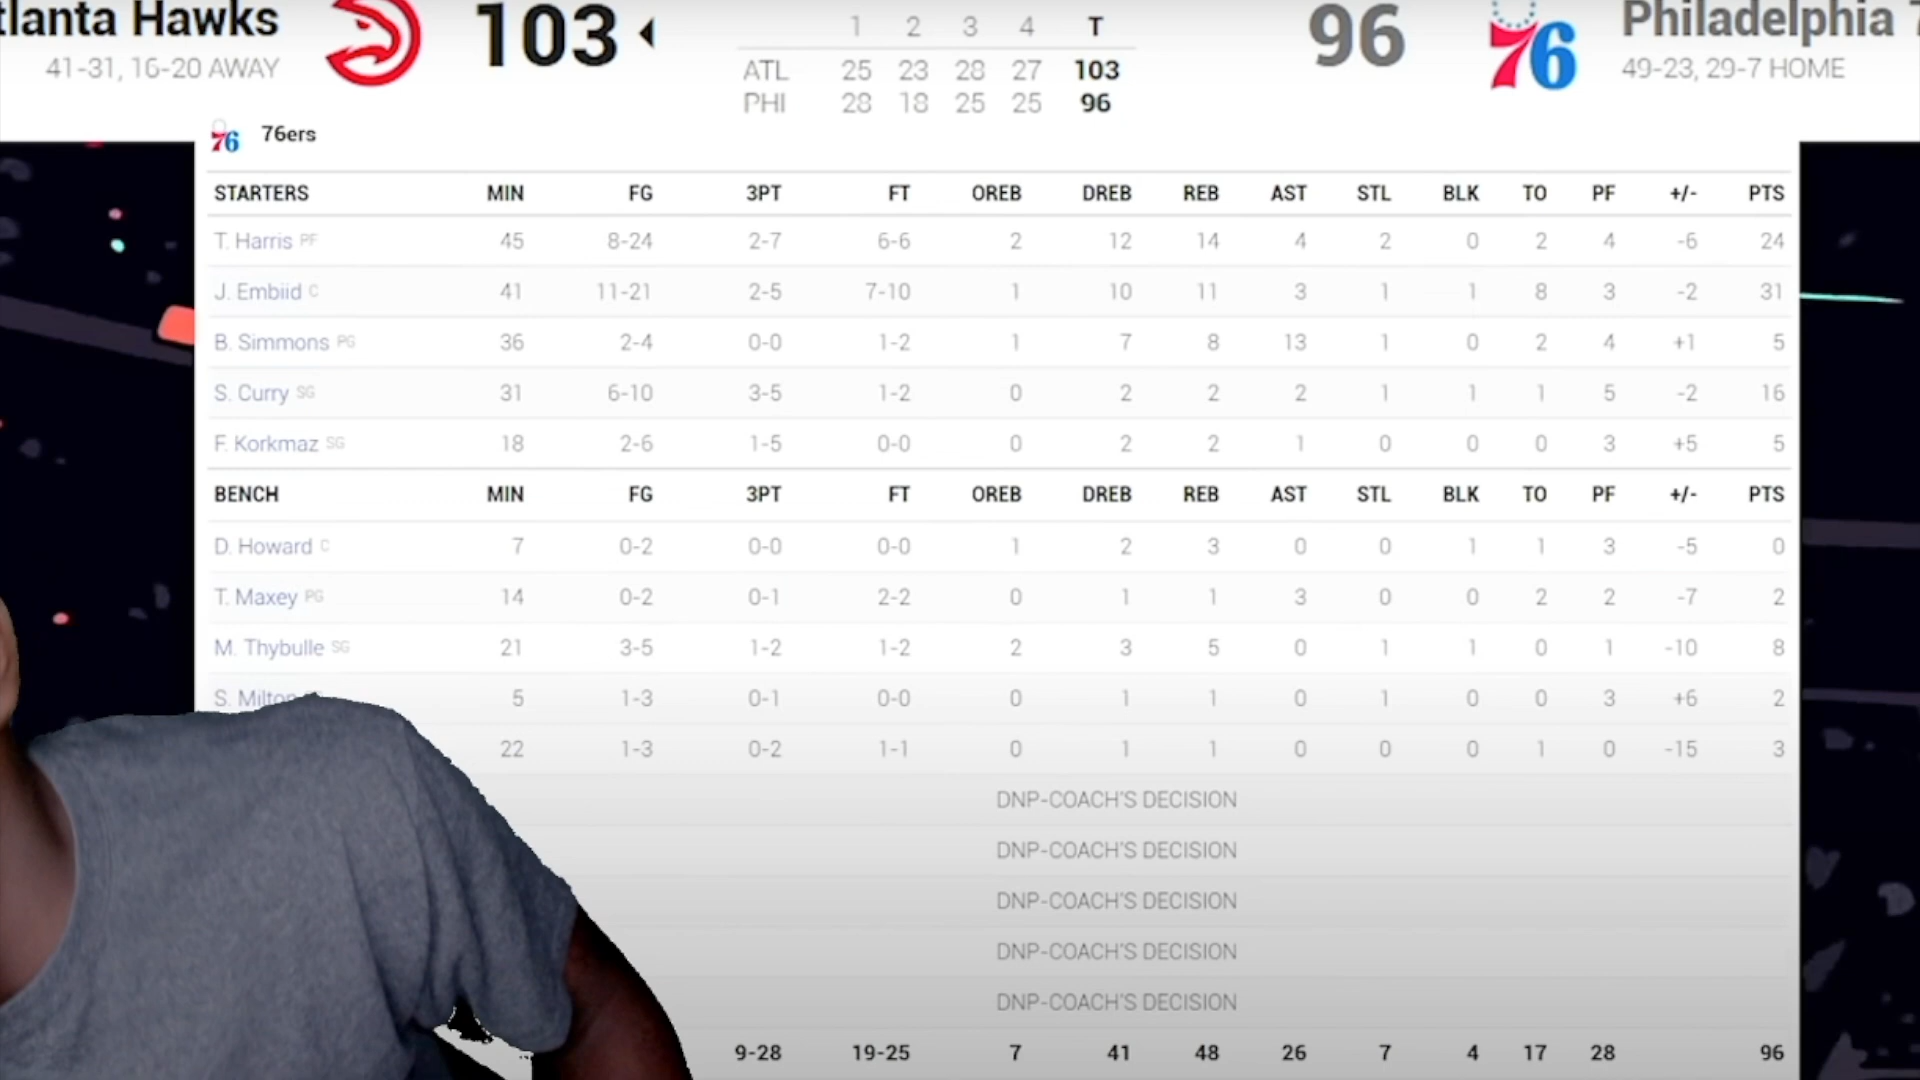 tlanta Hawks 103 1 2 3 4 T 96 76 Philadelphia 7
41-31, 16-20 AWAY ATL 25 23 28 27 103 49-23, 29-7 HOME
PHI 28 18 25 25 96
76 76ers
STARTERS MIN FG 3PT FT OREB DREB REB AST STL BLK TO PF +/- PTS
T. Harris PF 45 8-24 2-7 6-6 2 12 14 4 2 0 2 4 -6 24
J. Embiid C 41 11-21 2-5 7-10 1 10 11 3 1 1 8 3 -2 31
B. Simmons PG 36 2-4 0-0 1-2 1 7 8 13 1 0 2 4 +1 5
S. Curry SG 31 6-10 3-5 1-2 0 2 2 2 1 1 1 5 -2 16
F. Korkmaz SG 18 2-6 1-5 0-0 0 2 2 1 0 0 0 3 +5 5
BENCH MIN FG 3PT FT OREB DREB REB AST STL BLK TO PF +/- PTS
D. Howard C 7 0-2 0-0 0-0 1 2 3 0 0 1 1 3 -5 0
T. Maxey PG 14 0-2 0-1 2-2 0 1 1 3 0 0 2 2 -7 2
M. Thybulle SG 21 3-5 1-2 1-2 2 3 5 0 1 1 0 1 -10 8
S. Milton 5 1-3 0-1 0-0 0 1 1 0 1 0 0 3 +6 2
22 1-3 0-2 1-1 0 1 1 0 0 0 1 0 -15 3
DNP-COACH'S DECISION
DNP-COACH'S DECISION
DNP-COACH'S DECISION
DNP-COACH'S DECISION
DNP-COACH'S DECISION
9-28 19-25 7 41 48 26 7 4 17 28 96